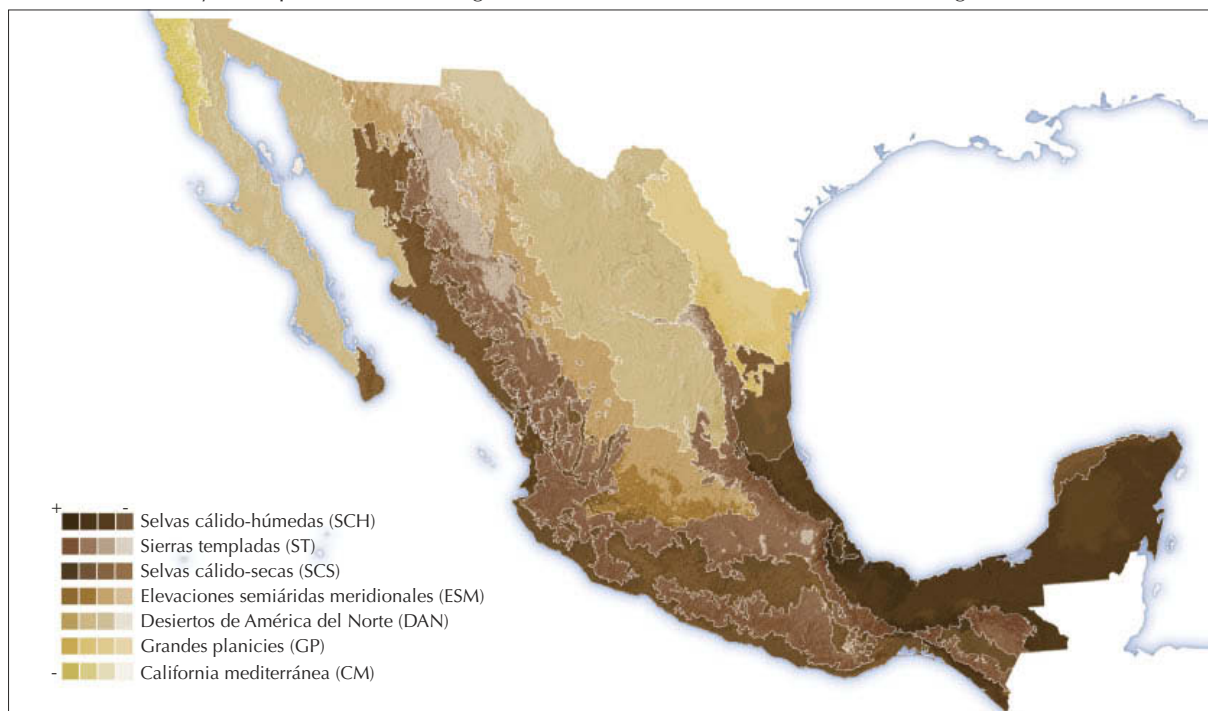 + -
Selvas cálido-húmedas (SCH)
Sierras templadas (ST)
Selvas cálido-secas (SCS)
Elevaciones semiáridas meridionales (ESM)
Desiertos de América del Norte (DAN)
Grandes planicies (GP)
- California mediterránea (CM)